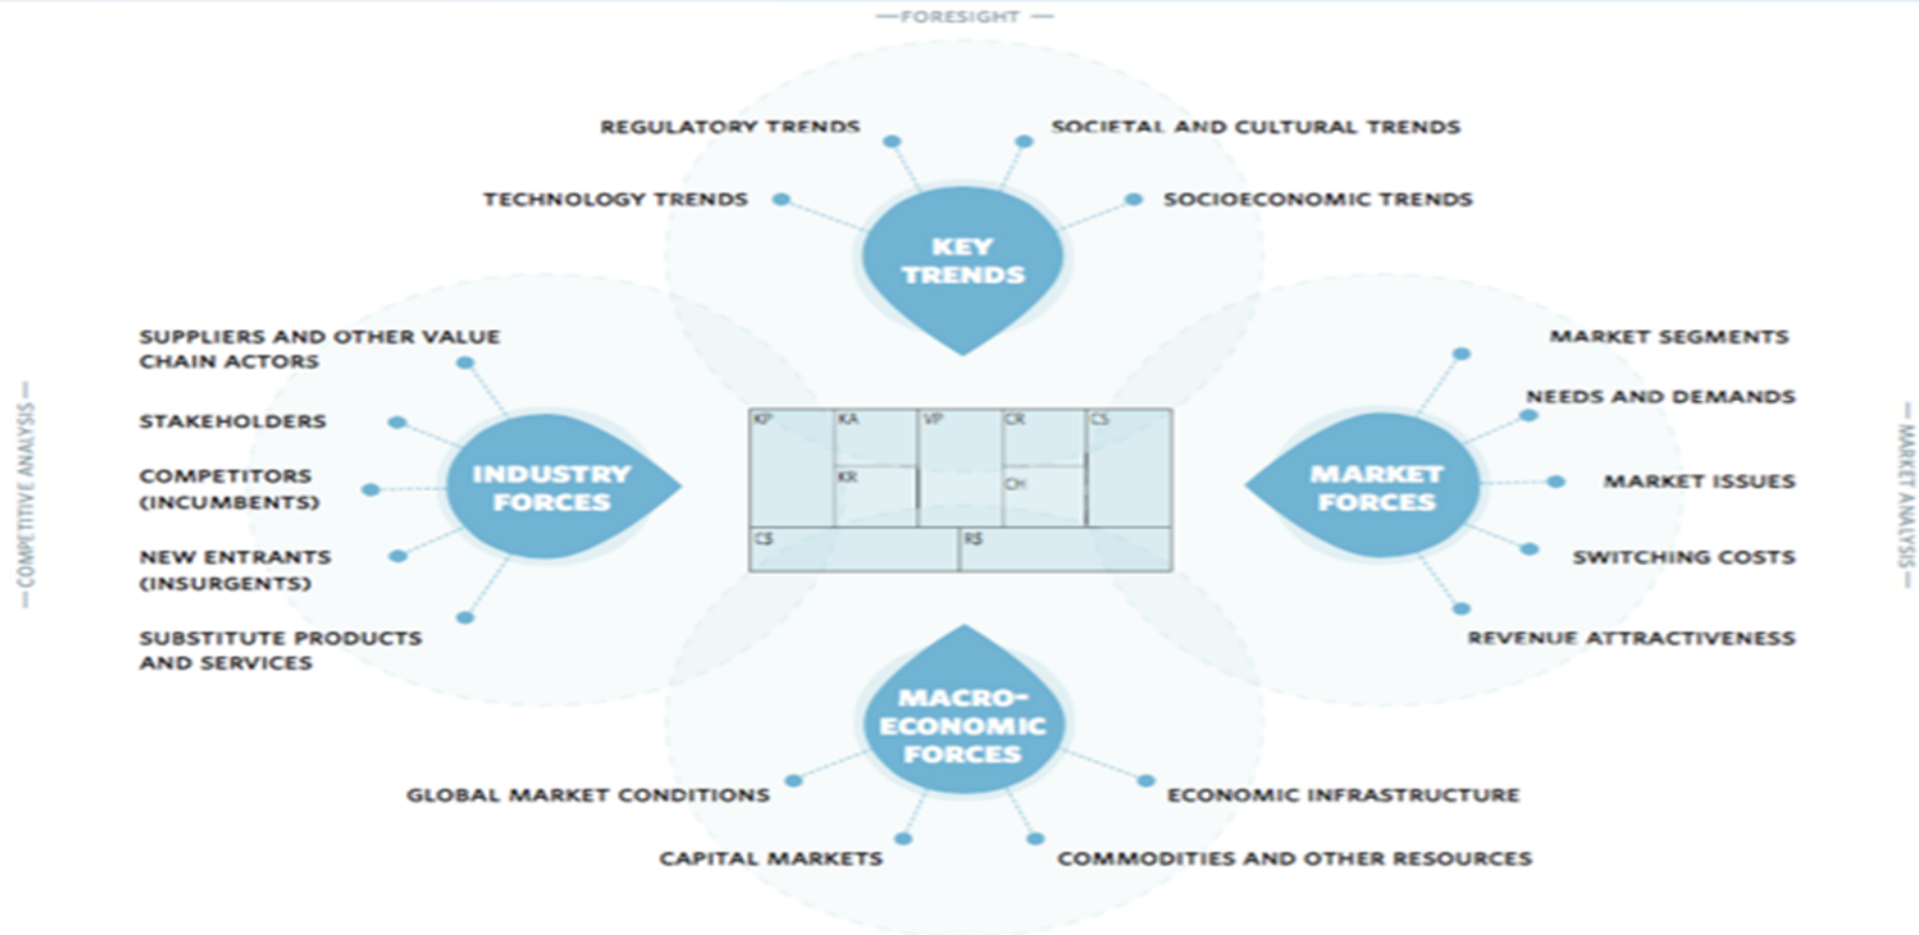 —FORESIGHT —
REGULATORY TRENDS
SOCIETAL AND CULTURAL TRENDS
TECHNOLOGY TRENDS
SOCIOECONOMIC TRENDS
KEY
TRENDS
SUPPLIERS AND OTHER VALUE
CHAIN ACTORS
STAKEHOLDERS
COMPETITORS
(INCUMBENTS)
NEW ENTRANTS
(INSURGENTS)
SUBSTITUTE PRODUCTS
AND SERVICES
INDUSTRY
FORCES
—COMPETITIVE ANALYSIS—
KP
KA
VP
CR
CS
KR
CH
C$
R$
MARKET
FORCES
MARKET SEGMENTS
NEEDS AND DEMANDS
MARKET ISSUES
SWITCHING COSTS
REVENUE ATTRACTIVENESS
— MARKET ANALYSIS—
MACRO-
ECONOMIC
FORCES
GLOBAL MARKET CONDITIONS
ECONOMIC INFRASTRUCTURE
CAPITAL MARKETS
COMMODITIES AND OTHER RESOURCES